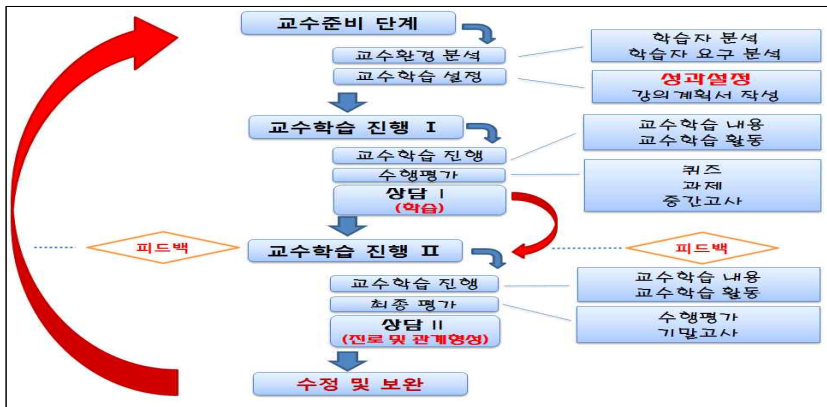 교수준비 단계
교수환경 분석
학습자 분석
학습자 요구 분석
교수학습 설정
성과설정
강의계획서 작성
교수학습 진행 Ⅰ
교수학습 진행
교수학습 내용
교수학습 활동
수행평가
퀴즈
과제
중간고사
상담 Ⅰ
(학습)
피드백
교수학습 진행 Ⅱ
피드백
교수학습 진행
교수학습 내용
교수학습 활동
최종 평가
수행평가
기말고사
상담 Ⅱ
(진로 및 관계형성)
수정 및 보완